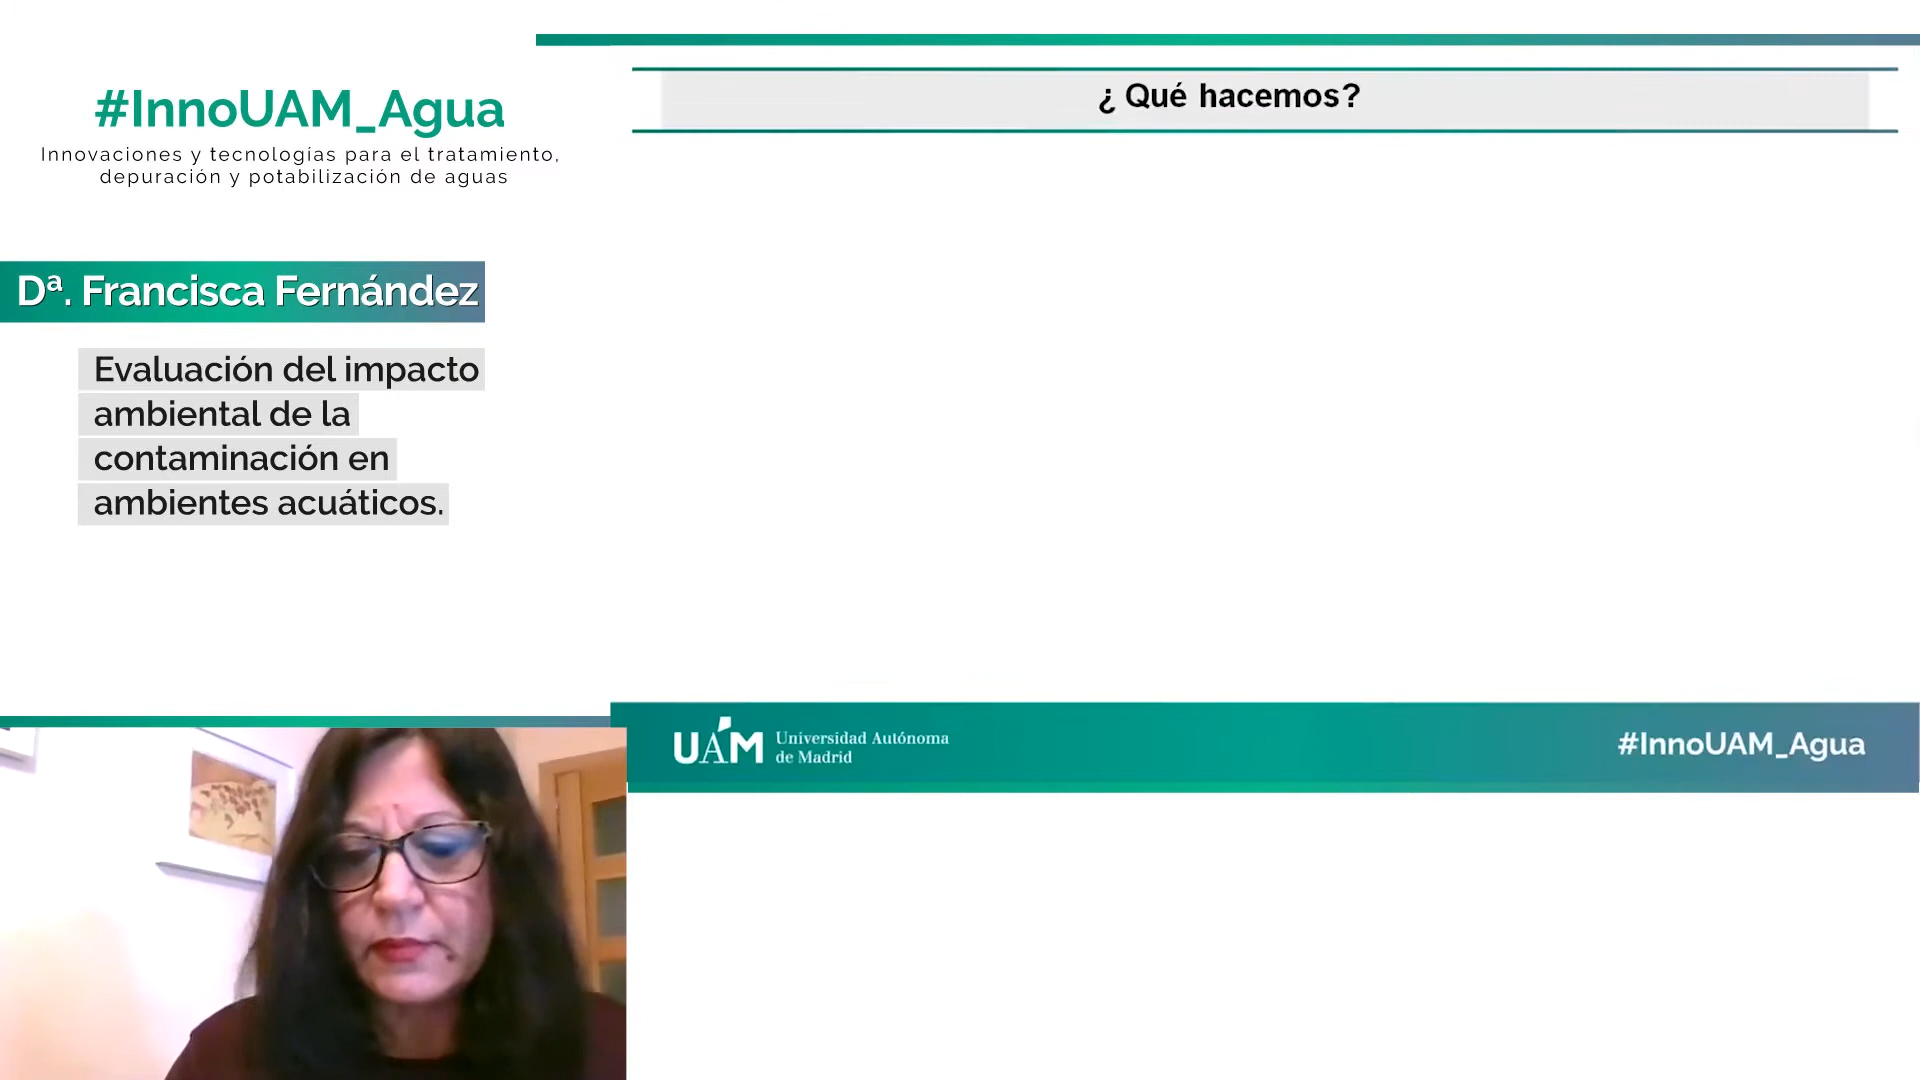 #InnoUAM_Agua
Innovaciones y tecnologías para el tratamiento,
depuración y potabilización de aguas
Dª. Francisca Fernández
Evaluación del impacto
ambiental de la
contaminación en
ambientes acuáticos.
¿ Qué hacemos?
UAM Universidad Autónoma
de Madrid
#InnoUAM_Agua